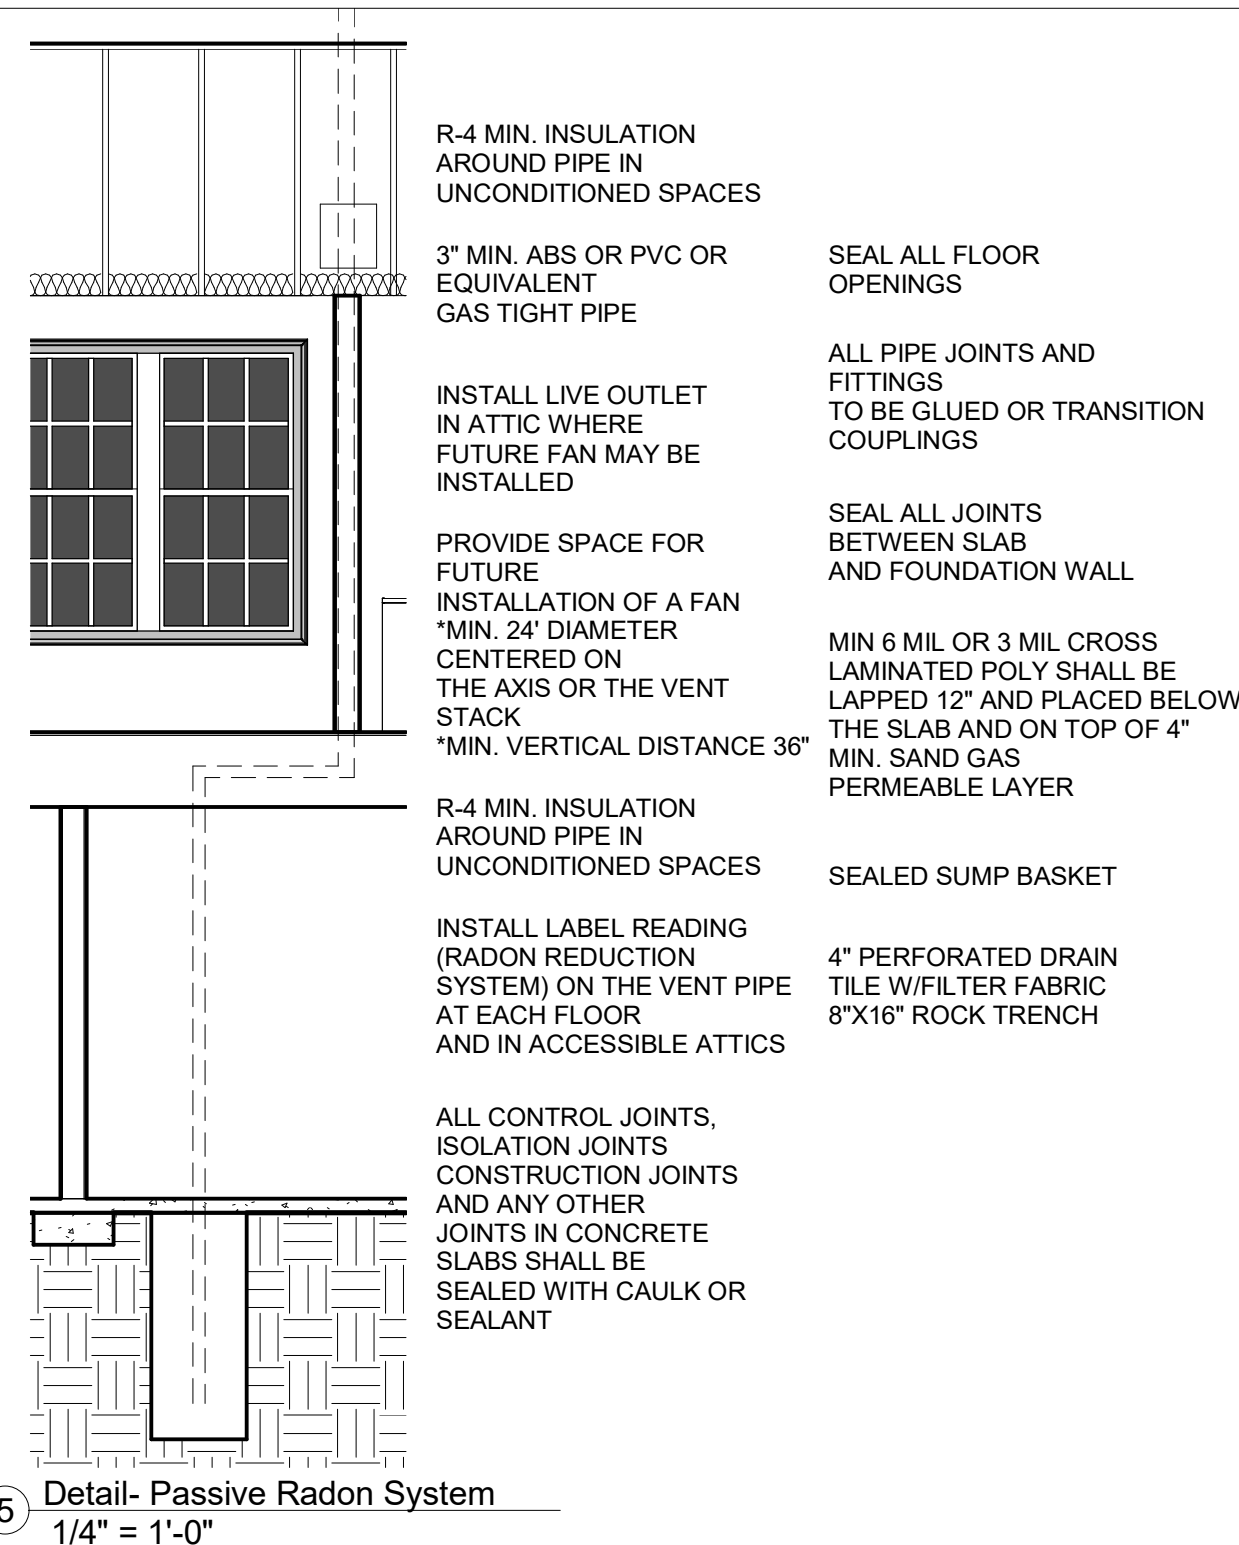 R-4 MIN. INSULATION
AROUND PIPE IN
UNCONDITIONED SPACES
3" MIN. ABS OR PVC OR
EQUIVALENT
GAS TIGHT PIPE
INSTALL LIVE OUTLET
IN ATTIC WHERE
FUTURE FAN MAY BE
INSTALLED
PROVIDE SPACE FOR
FUTURE
INSTALLATION OF A FAN
*MIN. 24' DIAMETER
CENTERED ON
THE AXIS OR THE VENT
STACK
*MIN. VERTICAL DISTANCE 36"
R-4 MIN. INSULATION
AROUND PIPE IN
UNCONDITIONED SPACES
INSTALL LABEL READING
(RADON REDUCTION
SYSTEM) ON THE VENT PIPE
AT EACH FLOOR
AND IN ACCESSIBLE ATTICS
ALL CONTROL JOINTS,
ISOLATION JOINTS
CONSTRUCTION JOINTS
AND ANY OTHER
JOINTS IN CONCRETE
SLABS SHALL BE
SEALED WITH CAULK OR
SEALANT
SEAL ALL FLOOR
OPENINGS
ALL PIPE JOINTS AND
FITTINGS
TO BE GLUED OR TRANSITION
COUPLINGS
SEAL ALL JOINTS
BETWEEN SLAB
AND FOUNDATION WALL
MIN 6 MIL OR 3 MIL CROSS
LAMINATED POLY SHALL BE
LAPPED 12" AND PLACED BELOW
THE SLAB AND ON TOP OF 4"
MIN. SAND GAS
PERMEABLE LAYER
SEALED SUMP BASKET
4" PERFORATED DRAIN
TILE W/FILTER FABRIC
8"X16" ROCK TRENCH
5 Detail- Passive Radon System
1/4" = 1'-0"